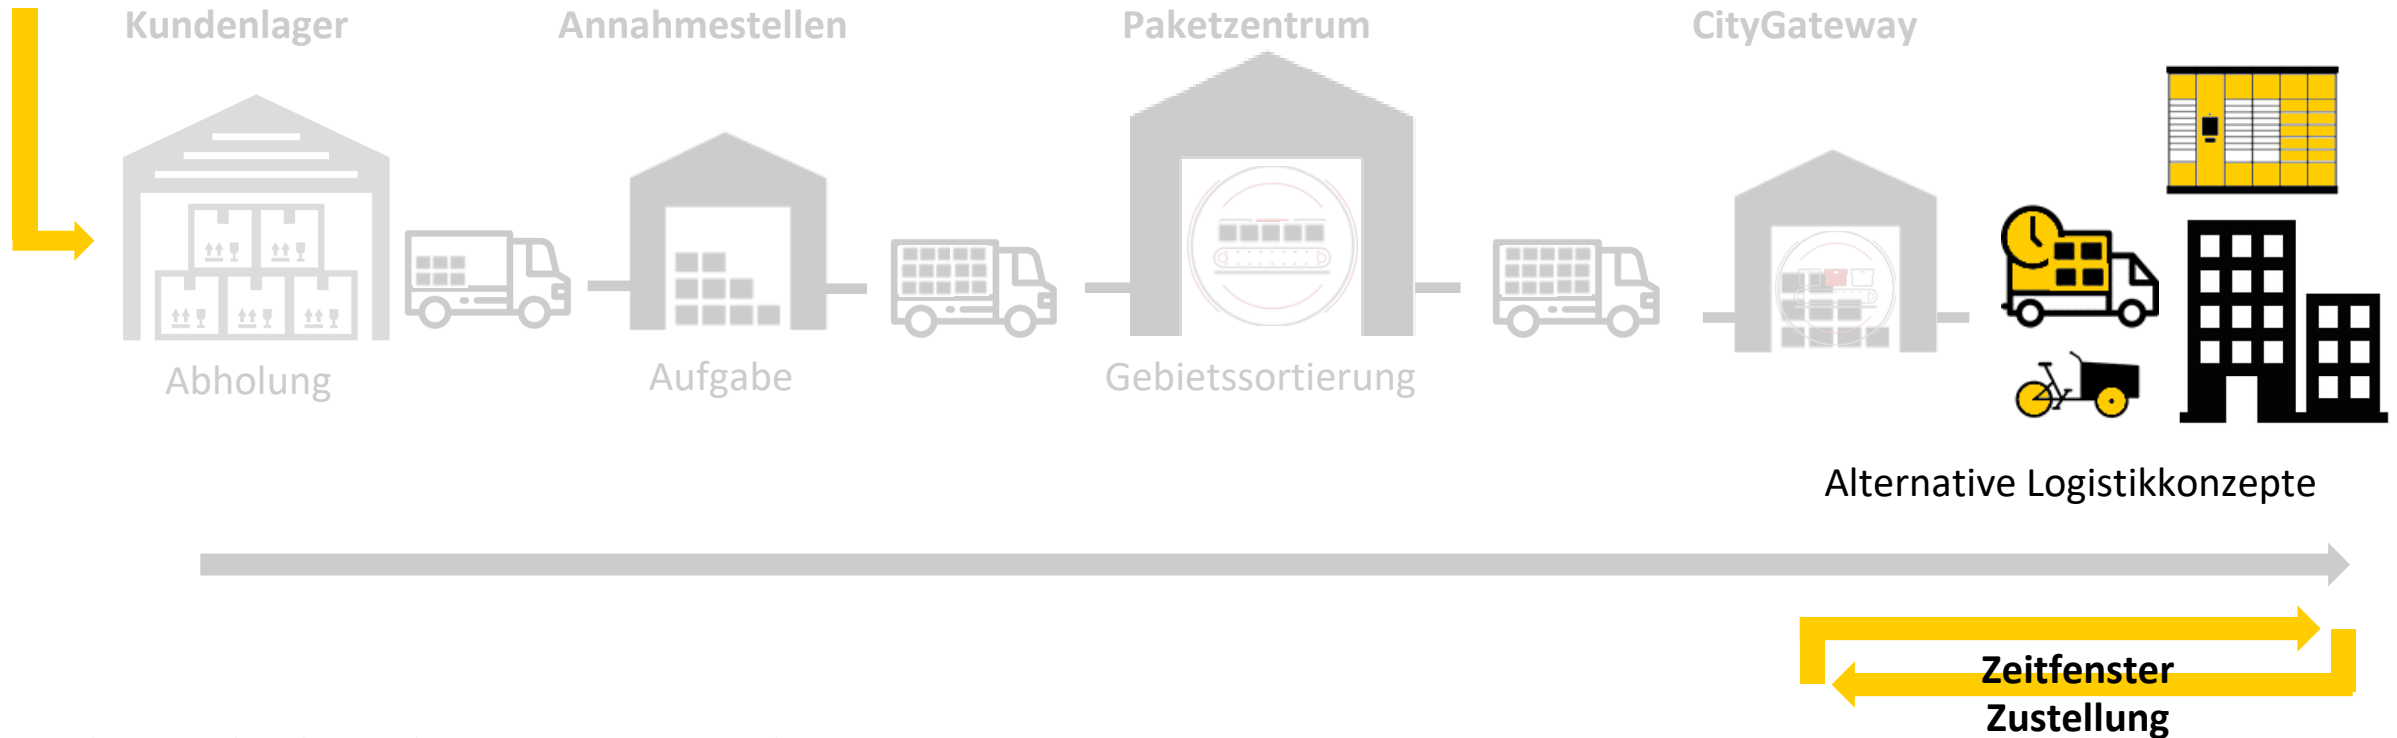 Kundenlager
Annahmestellen
Paketzentrum
CityGateway
Abholung
Aufgabe
Gebietssortierung
Alternative Logistikkonzepte
Zeitfenster
Zustellung